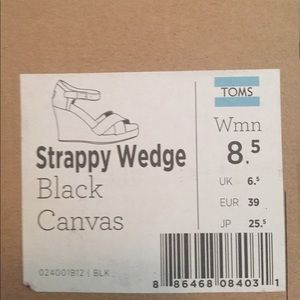 TOMS
Strappy Wedge
Black
Canvas
024001B12 | BLK
Wmn
8.5
UK 6.5
EUR 39
JP 25.5
8 86468 08403 1